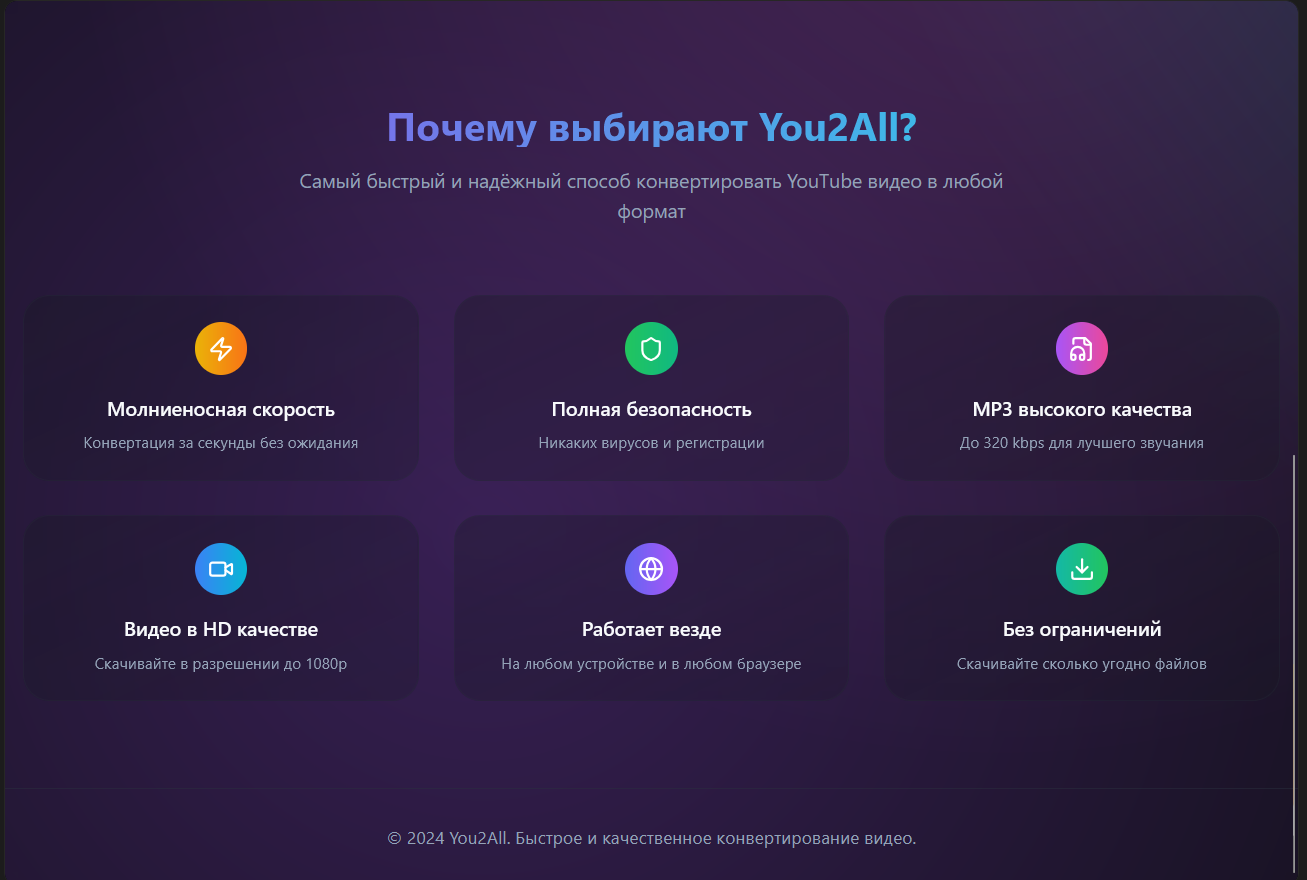 Почему выбирают You2All?
Самый быстрый и надёжный способ конвертировать YouTube видео в любой
формат
Молниеносная скорость
Конвертация за секунды без ожидания
Полная безопасность
Никаких вирусов и регистрации
MP3 высокого качества
До 320 kbps для лучшего звучания
Видео в HD качестве
Скачивайте в разрешении до 1080p
Работает везде
На любом устройстве и в любом браузере
Без ограничений
Скачивайте сколько угодно файлов
© 2024 You2All. Быстрое и качественное конвертирование видео.